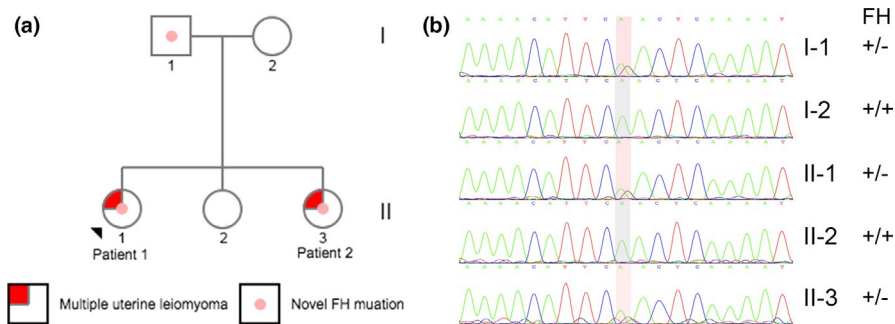 (a)
I
1
2
II
1
2
3
Patient 1
Patient 2
Multiple uterine leiomyoma
Novel FH muation
(b)
FH
A A A A C A T T C A A C T C A A A A T
I-1 +/-
A A A A C A T T C A A C T C A A A A T
I-2 +/+
A A A A C A T T C A A C T C A A A A T
II-1 +/-
A A A A C A T T C A A C T C A A A A T
II-2 +/+
A A A A C A T T C A A C T C A A A A T
II-3 +/-